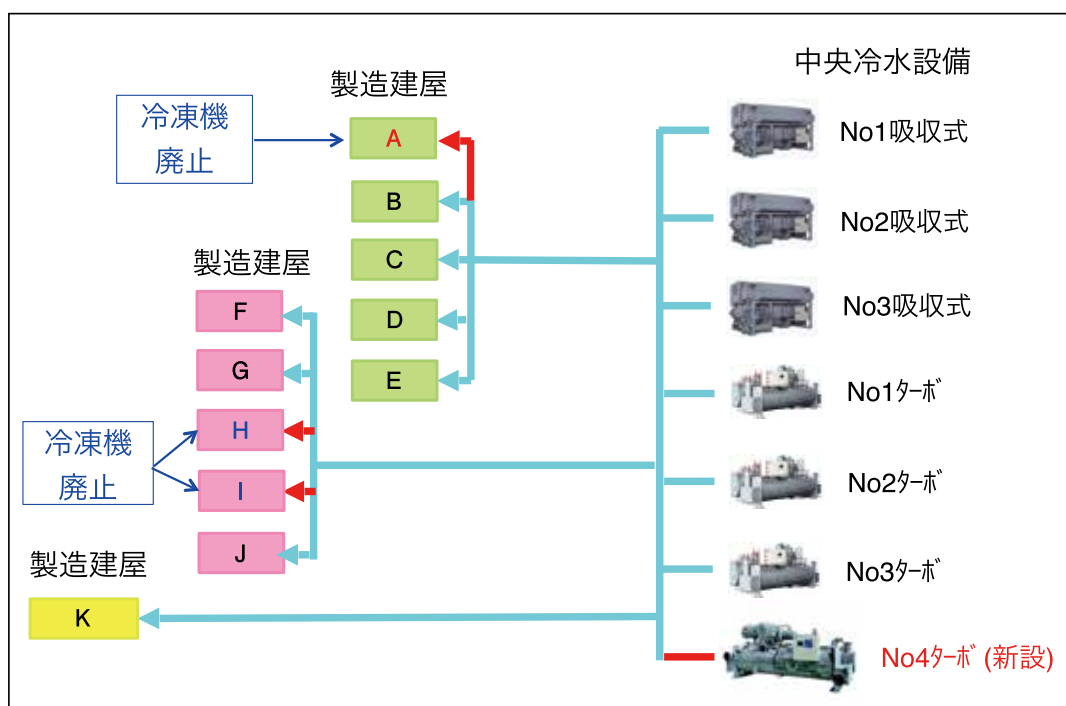 中央冷水設備
製造建屋
冷凍機
廃止
A
B
C
D
E
製造建屋
F
G
H
I
J
冷凍機
廃止
製造建屋
K
No1吸収式
No2吸収式
No3吸収式
No1ﾀｰﾎﾞ
No2ﾀｰﾎﾞ
No3ﾀｰﾎﾞ
No4ﾀｰﾎﾞ(新設)